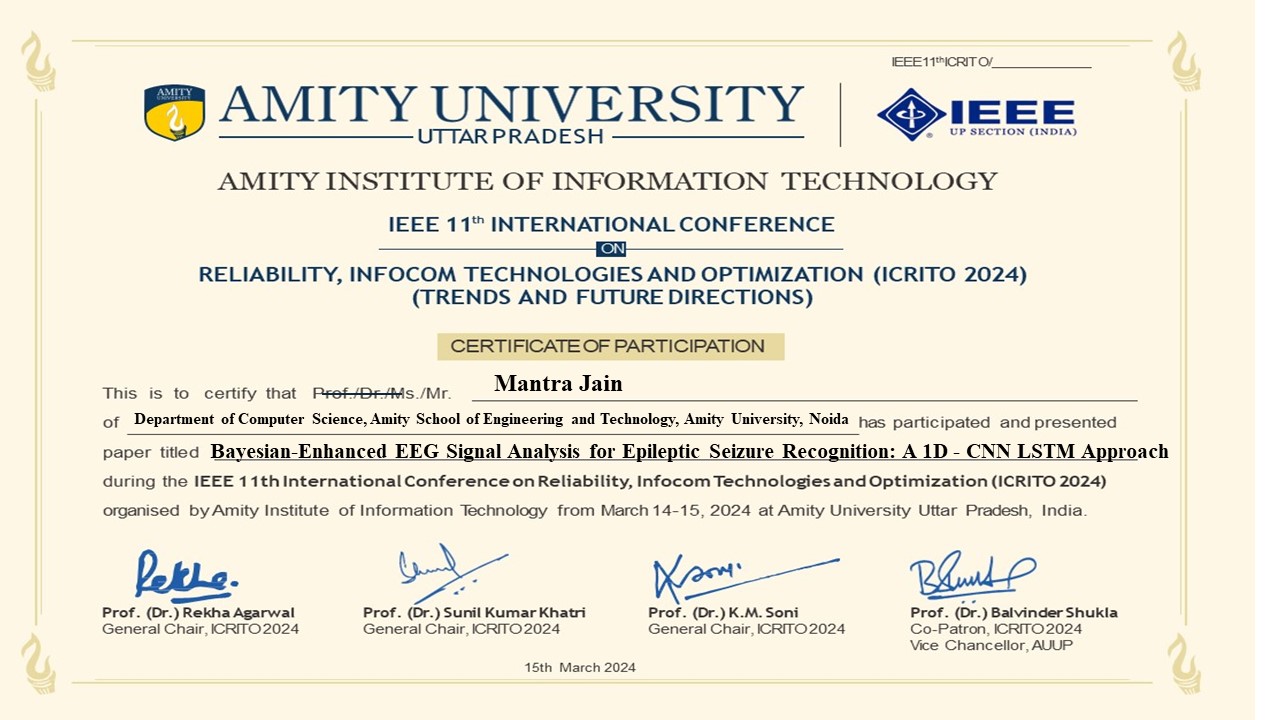 IEEE11thICRITO/____________
AMITY UNIVERSITY
UTTAR PRADESH
AMITY UNIVERSITY
IEEE
UP SECTION (INDIA)
AMITY INSTITUTE OF INFORMATION TECHNOLOGY
IEEE 11th INTERNATIONAL CONFERENCE
ON
RELIABILITY, INFOCOM TECHNOLOGIES AND OPTIMIZATION (ICRITO 2024)
(TRENDS AND FUTURE DIRECTIONS)
CERTIFICATE OF PARTICIPATION
This is to certify that Prof./Dr./Ms./Mr. Mantra Jain
of Department of Computer Science, Amity School of Engineering and Technology, Amity University, Noida has participated and presented
paper titled Bayesian-Enhanced EEG Signal Analysis for Epileptic Seizure Recognition: A 1D - CNN LSTM Approach
during the IEEE 11th International Conference on Reliability, Infocom Technologies and Optimization (ICRITO 2024)
organised by Amity Institute of Information Technology from March 14-15, 2024 at Amity University Uttar Pradesh, India.
Rekha.
K Soni
Prof. (Dr.) Rekha Agarwal
General Chair, ICRITO 2024
Prof. (Dr.) Sunil Kumar Khatri
General Chair, ICRITO 2024
Prof. (Dr.) K.M. Soni
General Chair, ICRITO 2024
Prof. (Dr.) Balvinder Shukla
Co-Patron, ICRITO 2024
Vice Chancellor, AUUP
15th March 2024